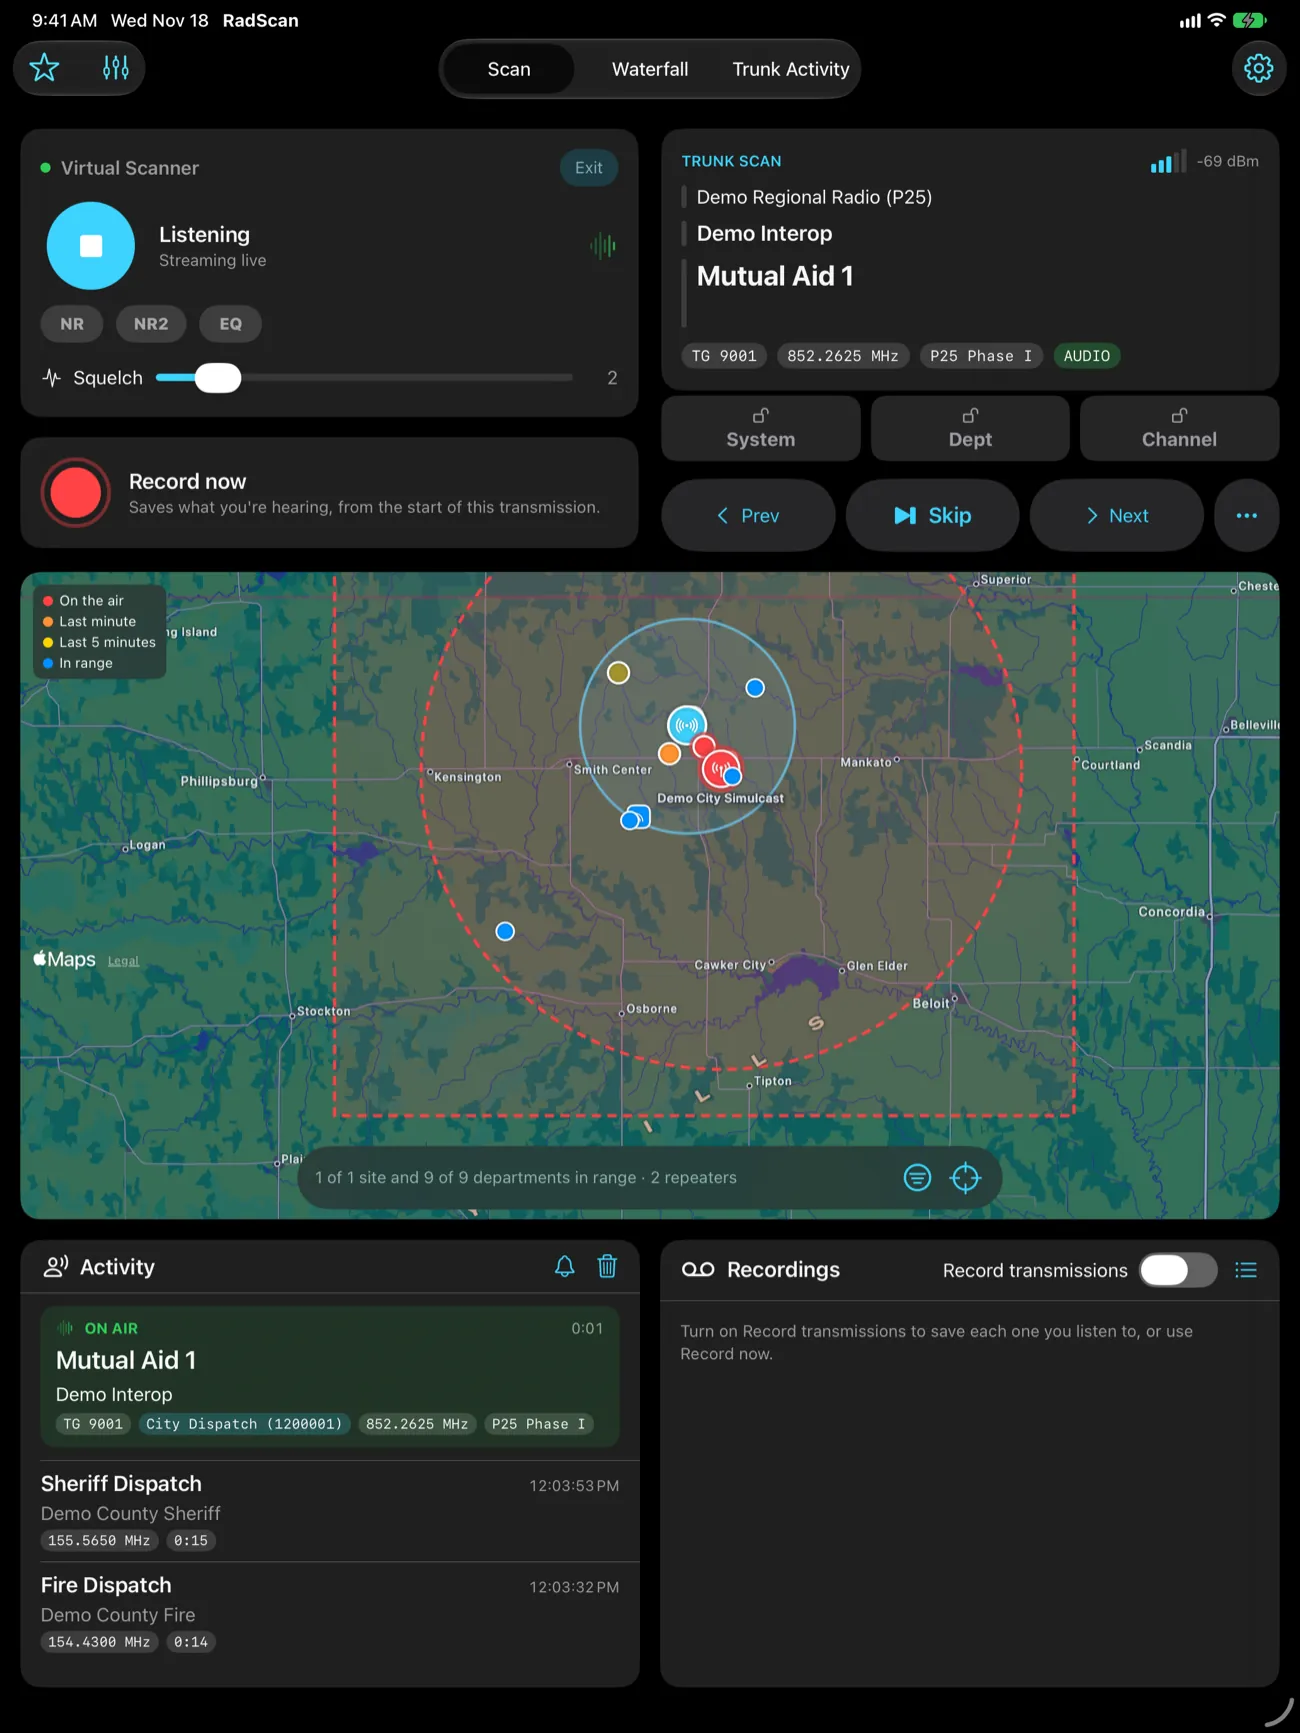 9:41 AM Wed Nov 18 RadScan
Scan Waterfall Trunk Activity
Virtual Scanner Exit
Listening
Streaming live
NR NR2 EQ
Squelch 2
Record now
Saves what you're hearing, from the start of this transmission.
TRUNK SCAN -69 dBm
Demo Regional Radio (P25)
Demo Interop
Mutual Aid 1
TG 9001 852.2625 MHz P25 Phase I AUDIO
System Dept Channel
Prev Skip Next
On the air
Last minute
Last 5 minutes
In range
ng Island
Superior
Cheste
Belleville
Scandia
Courtland
Mankato
Smith Center
Kensington
Phillipsburg
Demo City Simulcast
Logan
Concordia
Maps Legal
Cawker City
Glen Elder
Beloit
Stockton
Osborne
Tipton
S
L
L
I
Plai
1 of 1 site and 9 of 9 departments in range · 2 repeaters
Activity
ON AIR 0:01
Mutual Aid 1
Demo Interop
TG 9001 City Dispatch (1200001) 852.2625 MHz P25 Phase I
Sheriff Dispatch 12:03:53 PM
Demo County Sheriff
155.5650 MHz 0:15
Fire Dispatch 12:03:32 PM
Demo County Fire
154.4300 MHz 0:14
Recordings Record transmissions
Turn on Record transmissions to save each one you listen to, or use
Record now.